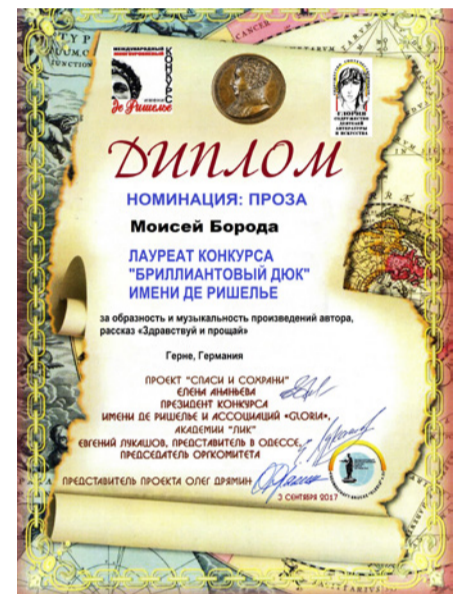 МЕЖДУНАРОДНЫЙ
КОНКУРС
де Ришелье
ДИПЛОМ
НОМИНАЦИЯ: ПРОЗА
Моисей Борода
ЛАУРЕАТ КОНКУРСА
"БРИЛЛИАНТОВЫЙ ДЮК"
ИМЕНИ ДЕ РИШЕЛЬЕ
за образность и музыкальность произведений автора,
рассказ «Здравствуй и прощай»
Герне, Германия
ПРОЕКТ "СПАСИ И СОХРАНИ"
ЕЛЕНА АНАНЬЕВА
ПРЕЗИДЕНТ КОНКУРСА
ИМЕНИ ДЕ РИШЕЛЬЕ И АССОЦИАЦИЙ «GLORIA»,
АКАДЕМИИ "ЛИК"
ЕВГЕНИЙ ЛУКАШОВ, ПРЕДСТАВИТЕЛЬ В ОДЕССЕ,
ПРЕДСЕДАТЕЛЬ ОРГКОМИТЕТА
ПРЕДСТАВИТЕЛЬ ПРОЕКТА ОЛЕГ ДРЯМИН
3 СЕНТЯБРЯ 2017